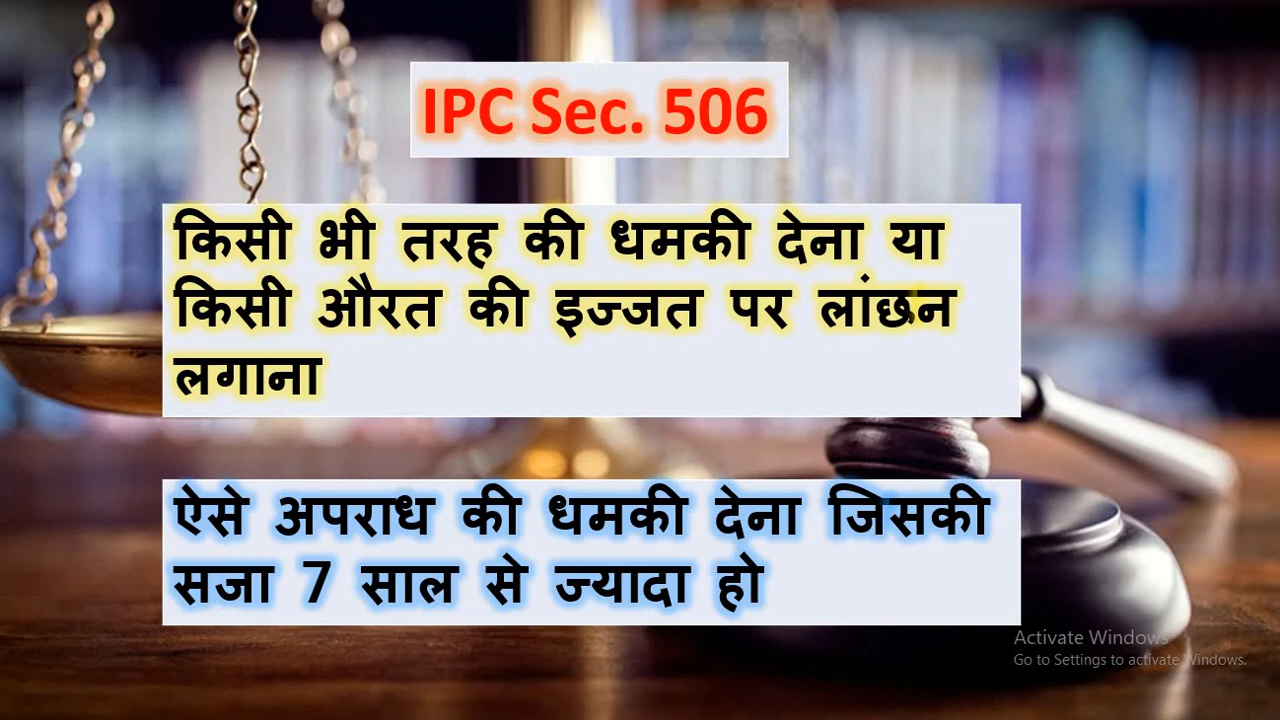 IPC Sec. 506
किसी भी तरह की धमकी देना या
किसी औरत की इज्जत पर लांछन
लगाना
ऐसे अपराध की धमकी देना जिसकी
सजा 7 साल से ज्यादा हो
Activate Windows
Go to Settings to activate Windows.